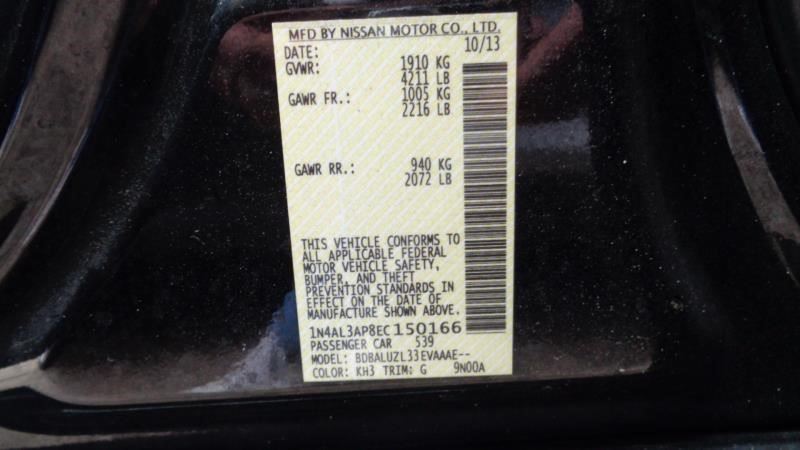 MFD BY NISSAN MOTOR CO., LTD.
DATE: 10/13
GVWR: 1910 KG
4211 LB
GAWR FR.: 1005 KG
2216 LB
GAWR RR.: 940 KG
2072 LB
THIS VEHICLE CONFORMS TO
ALL APPLICABLE FEDERAL
MOTOR VEHICLE SAFETY,
BUMPER, AND THEFT
PREVENTION STANDARDS IN
EFFECT ON THE DATE OF
MANUFACTURE SHOWN ABOVE.
1N4AL3AP8EC150166
PASSENGER CAR 539
MODEL: BDBALUZL33EVAAAE--
COLOR: KH3 TRIM: G 9N00A